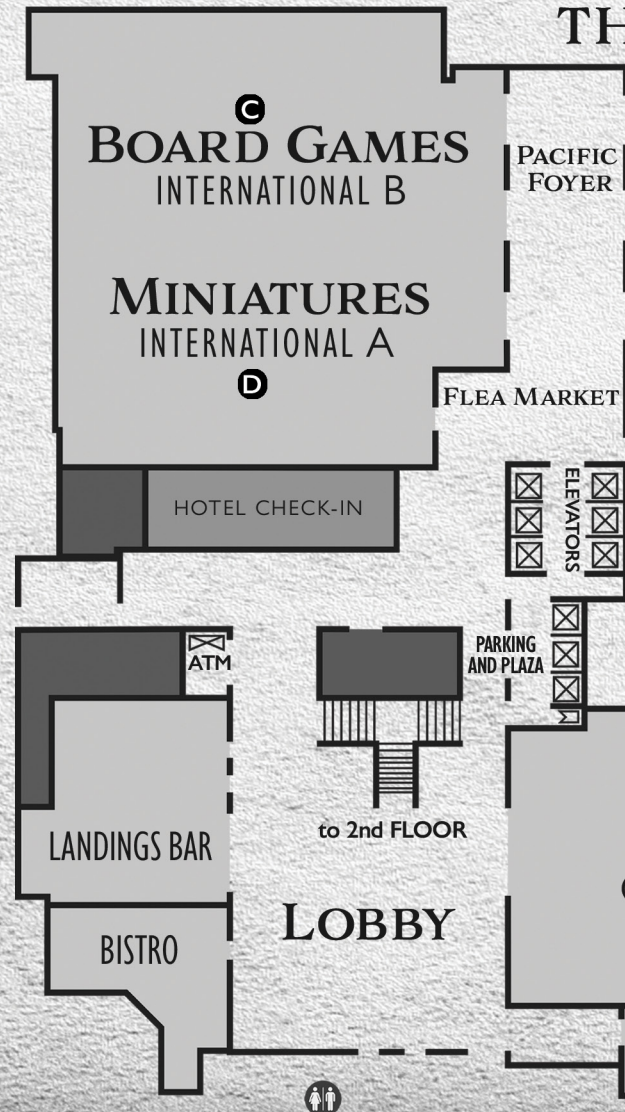 TH
C
BOARD GAMES
INTERNATIONAL B
PACIFIC
FOYER
MINIATURES
INTERNATIONAL A
D
FLEA MARKET
HOTEL CHECK-IN
ELEVATORS
ATM
PARKING
AND PLAZA
to 2nd FLOOR
LANDINGS BAR
LOBBY
BISTRO